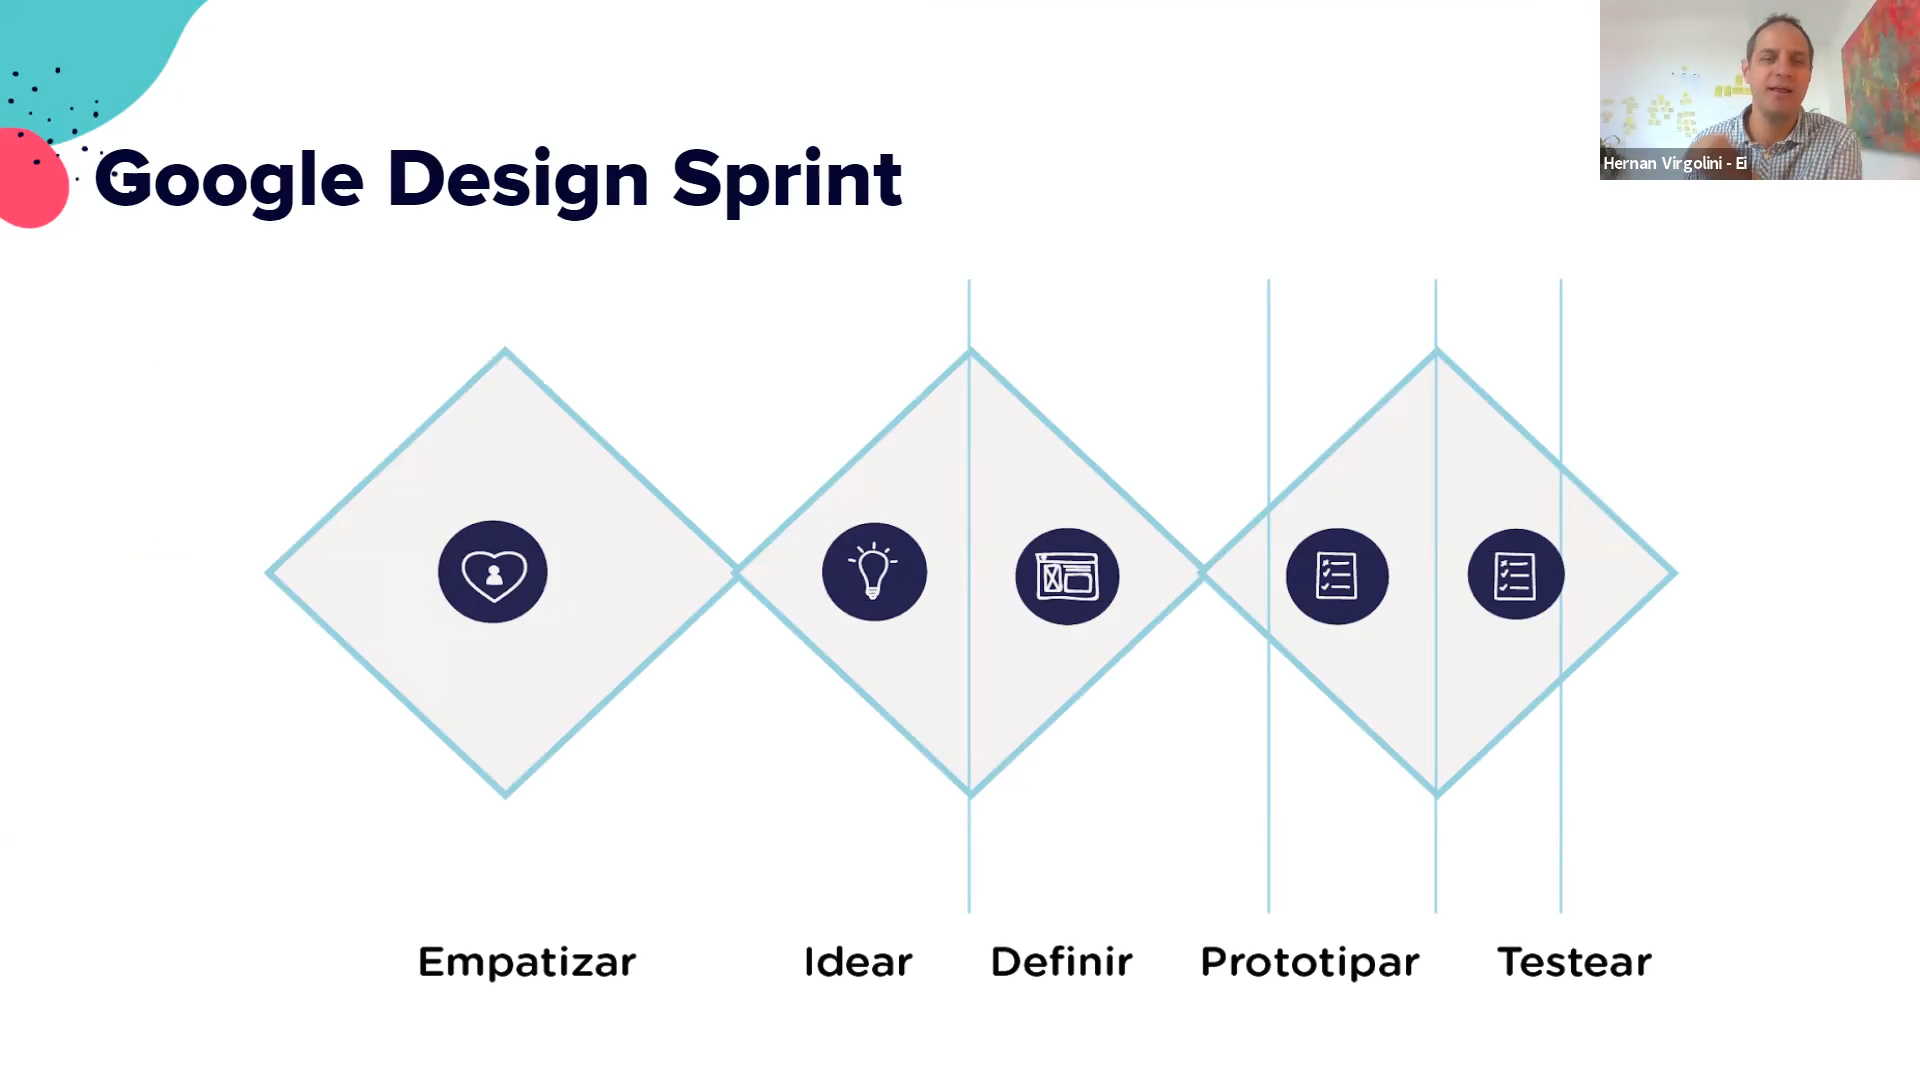 Google Design Sprint
Hernan Virgolini - Ei
Empatizar
Idear
Definir
Prototipar
Testear